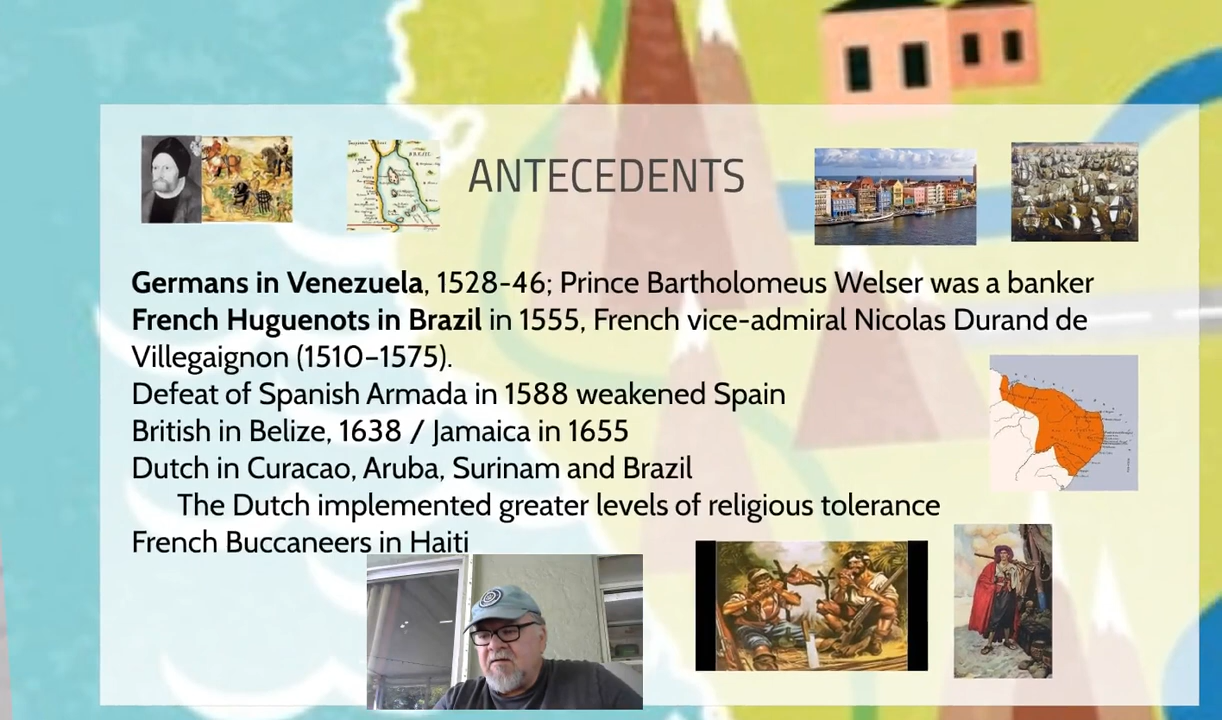 ANTECEDENTS
Germans in Venezuela, 1528-46; Prince Bartholomeus Welser was a banker
French Huguenots in Brazil in 1555, French vice-admiral Nicolas Durand de
Villegaignon (1510–1575).
Defeat of Spanish Armada in 1588 weakened Spain
British in Belize, 1638 / Jamaica in 1655
Dutch in Curacao, Aruba, Surinam and Brazil
The Dutch implemented greater levels of religious tolerance
French Buccaneers in Haiti